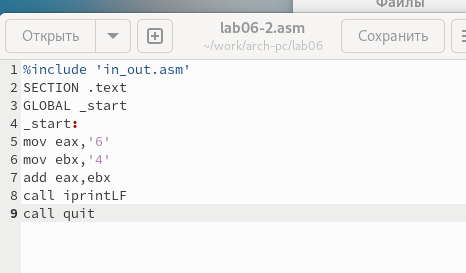 Файлы
Открыть
lab06-2.asm
~/work/arch-pc/lab06
Сохранить
1 %include 'in_out.asm'
2 SECTION .text
3 GLOBAL _start
4 _start:
5 mov eax,'6'
6 mov ebx,'4'
7 add eax,ebx
8 call iprintLF
9 call quit